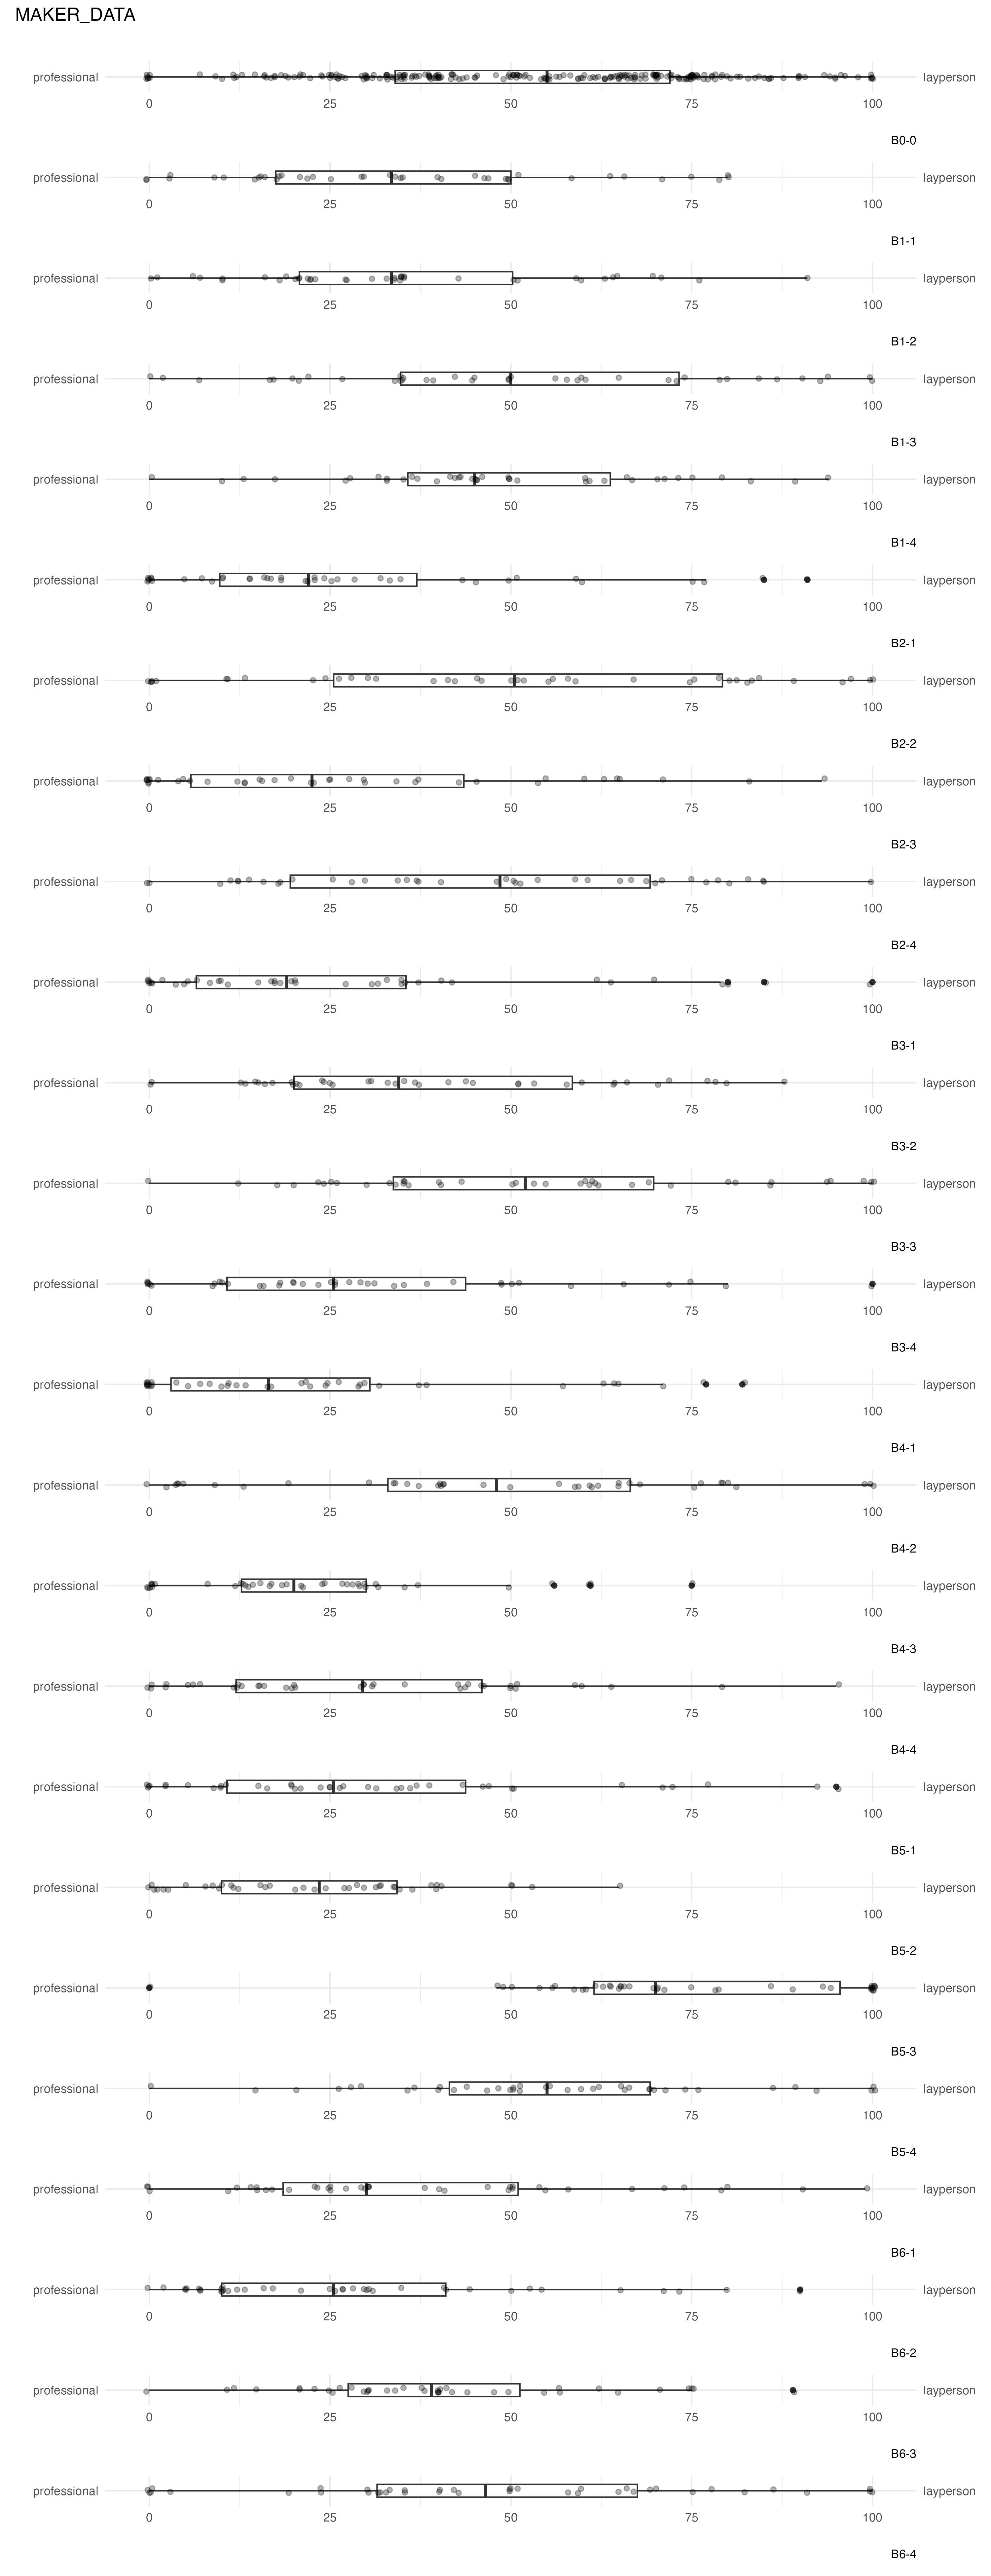 MAKER_DATA
professional layperson
0 25 50 75 100
B0-0
professional layperson
0 25 50 75 100
B1-1
professional layperson
0 25 50 75 100
B1-2
professional layperson
0 25 50 75 100
B1-3
professional layperson
0 25 50 75 100
B1-4
professional layperson
0 25 50 75 100
B2-1
professional layperson
0 25 50 75 100
B2-2
professional layperson
0 25 50 75 100
B2-3
professional layperson
0 25 50 75 100
B2-4
professional layperson
0 25 50 75 100
B3-1
professional layperson
0 25 50 75 100
B3-2
professional layperson
0 25 50 75 100
B3-3
professional layperson
0 25 50 75 100
B3-4
professional layperson
0 25 50 75 100
B4-1
professional layperson
0 25 50 75 100
B4-2
professional layperson
0 25 50 75 100
B4-3
professional layperson
0 25 50 75 100
B4-4
professional layperson
0 25 50 75 100
B5-1
professional layperson
0 25 50 75 100
B5-2
professional layperson
0 25 50 75 100
B5-3
professional layperson
0 25 50 75 100
B5-4
professional layperson
0 25 50 75 100
B6-1
professional layperson
0 25 50 75 100
B6-2
professional layperson
0 25 50 75 100
B6-3
professional layperson
0 25 50 75 100
B6-4